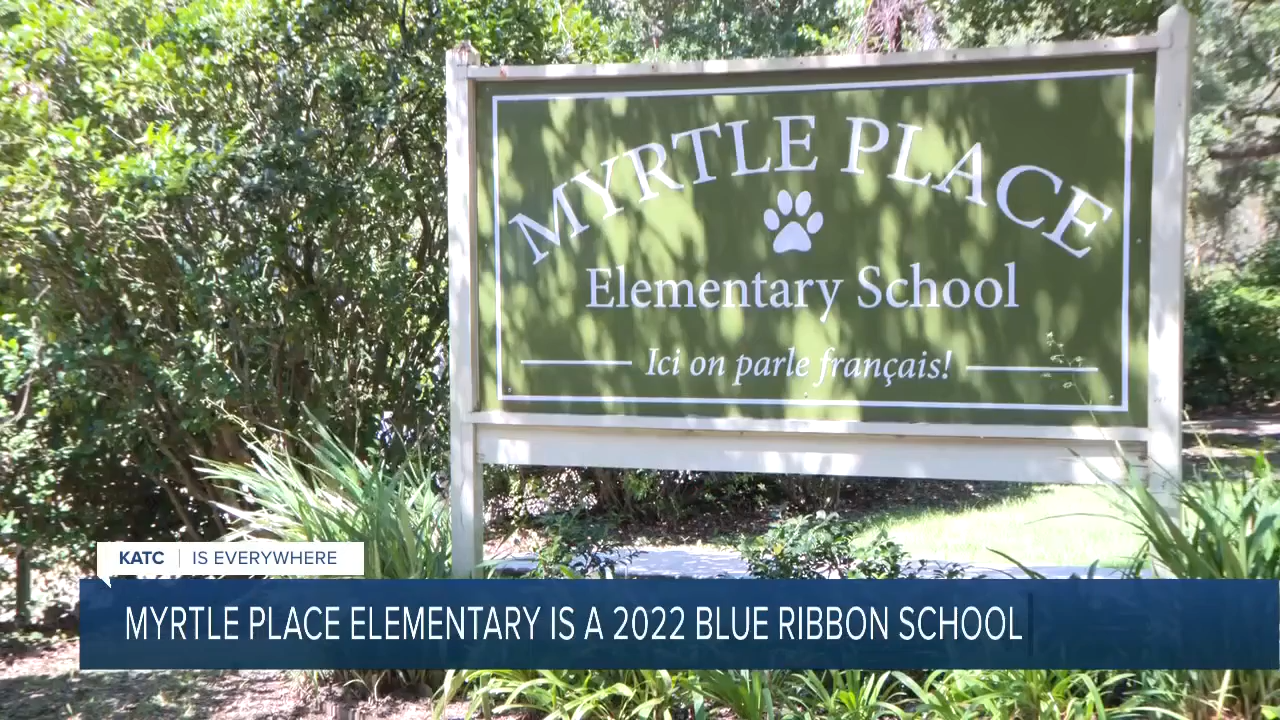 MYRTLE PLACE
Elementary School
Ici on parle français!
KATC | IS EVERYWHERE
MYRTLE PLACE ELEMENTARY IS A 2022 BLUE RIBBON SCHOOL